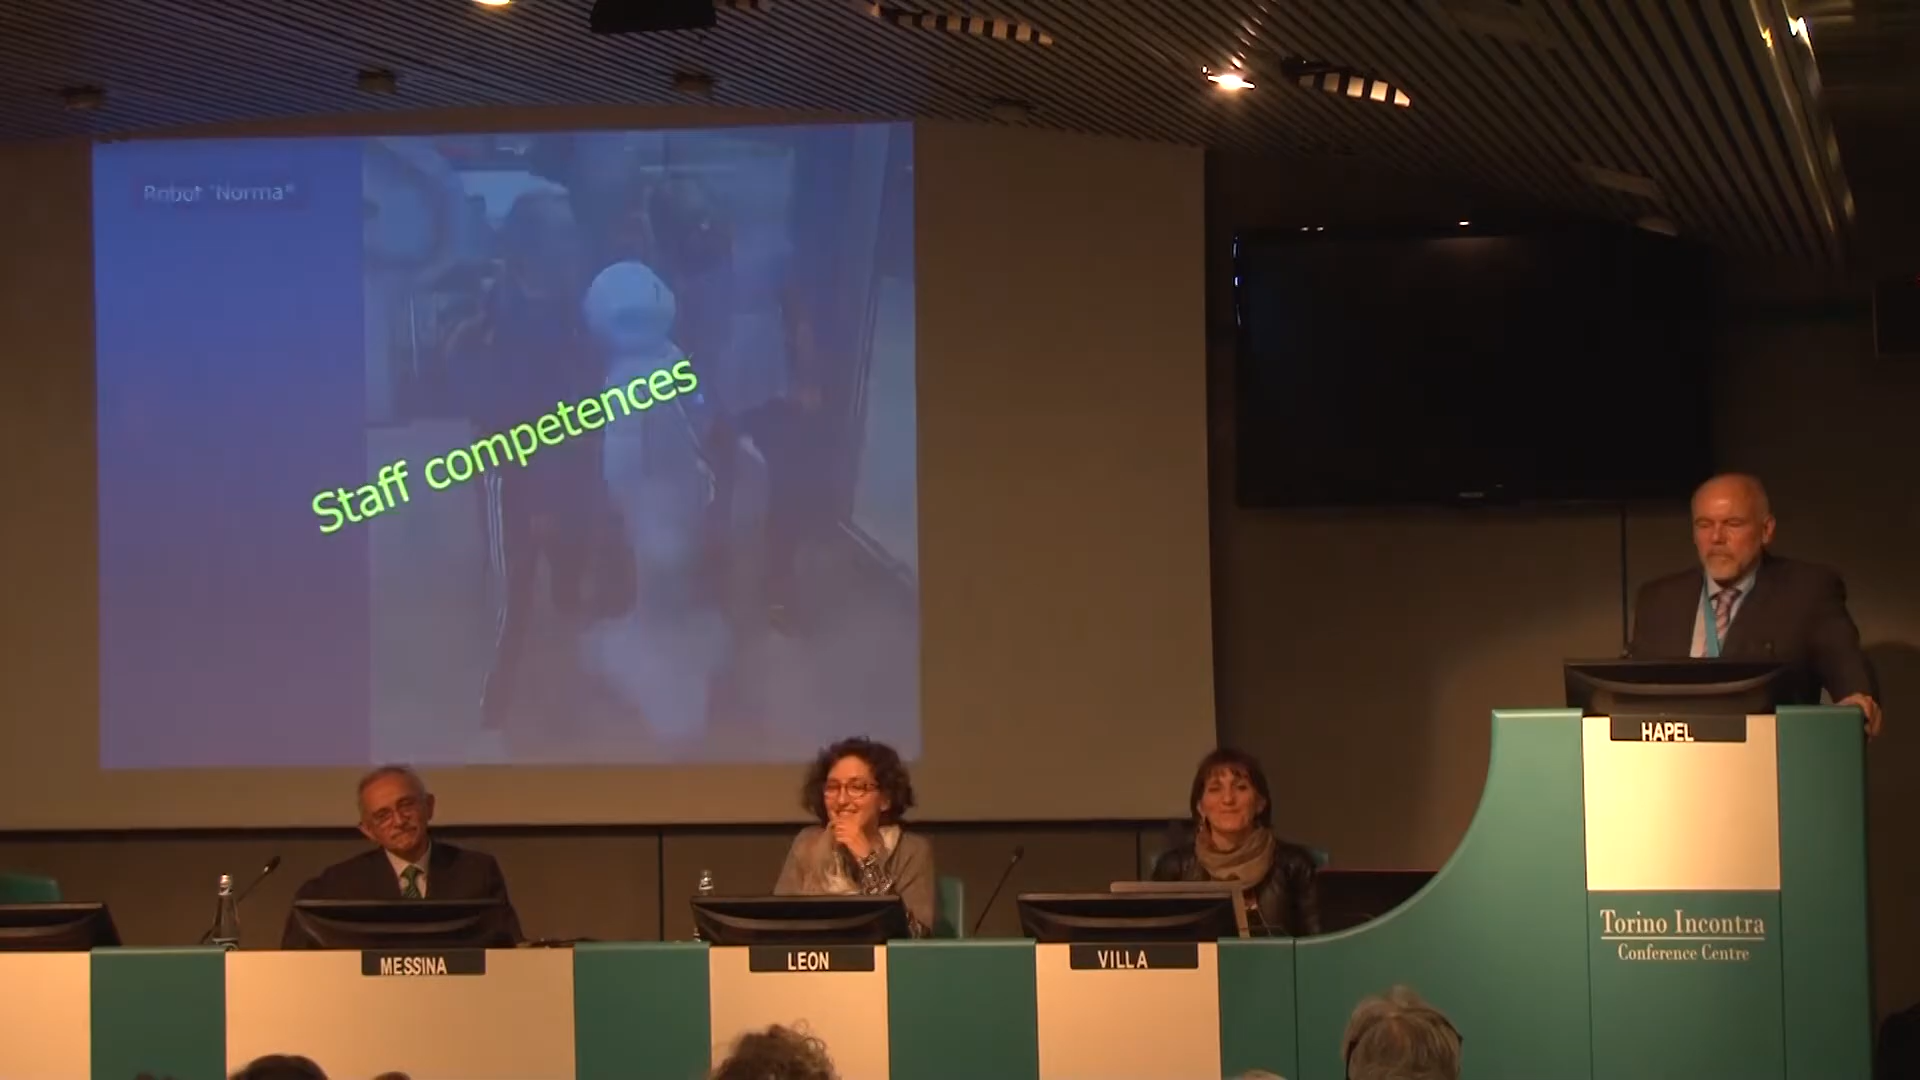 Robot "Norma"
Staff competences
HAPEL
MESSINA
LEON
VILLA
Torino Incontra
Conference Centre